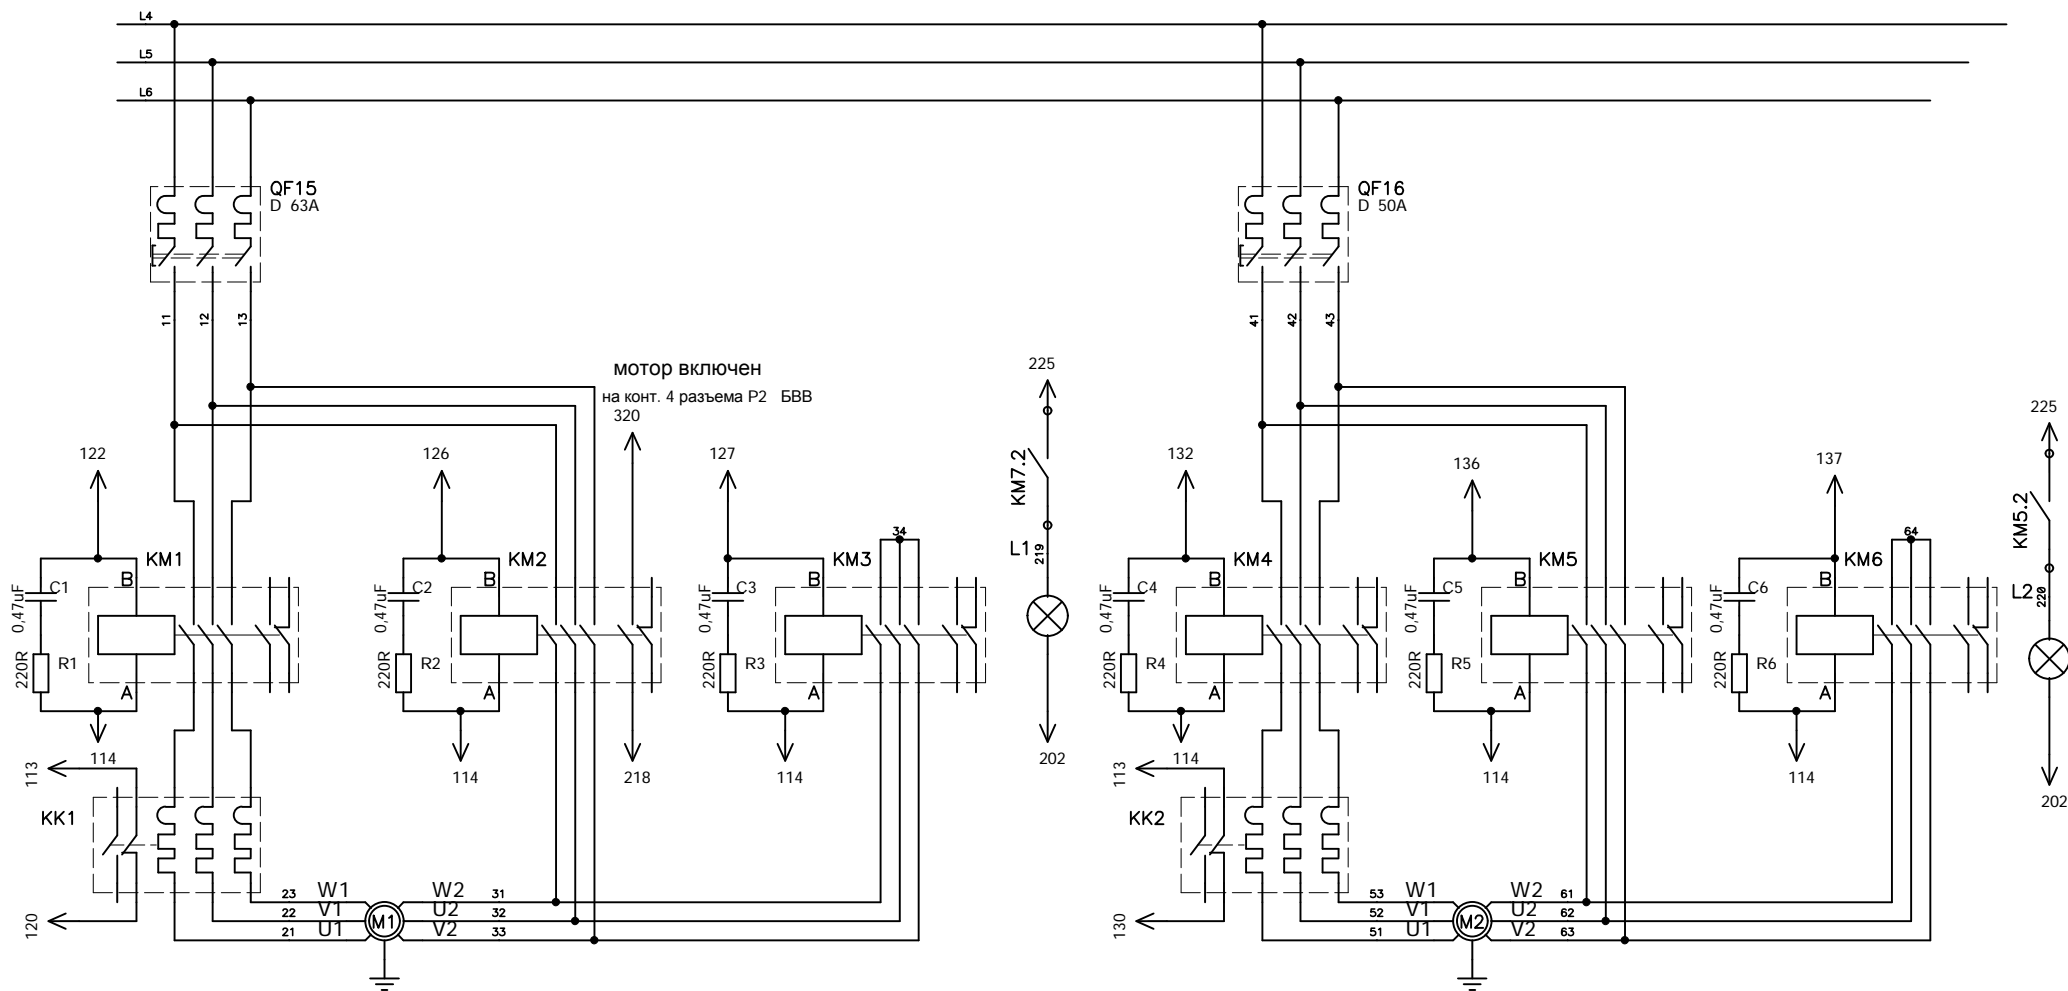 L4
L5
L6
QF15
D 63A
QF16
D 50A
11
12
13
41
42
43
мотор включен
на конт. 4 разъема P2 БВВ
320
225
225
122
126
127
132
136
137
KM7.2
KM5.2
34
64
L1
219
L2
220
KM1
KM2
KM3
KM4
KM5
KM6
B
B
B
B
B
B
C1
0,47uF
C2
0,47uF
C3
0,47uF
C4
0,47uF
C5
0,47uF
C6
0,47uF
220R
R1
220R
R2
220R
R3
220R
R4
220R
R5
220R
R6
A
A
A
A
A
A
114
114
218
114
202
114
114
114
202
113
113
KK1
KK2
120
130
23 W1
22 V1
21 U1
M1
W2 31
U2 32
V2 33
53 W1
52 V1
51 U1
M2
W2 61
U2 62
V2 63